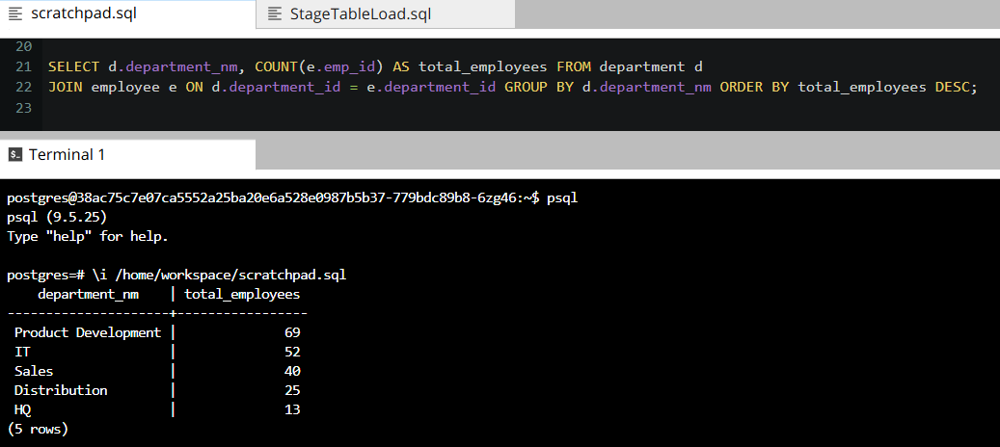 scratchpad.sql
StageTableLoad.sql
20
21 SELECT d.department_nm, COUNT(e.emp_id) AS total_employees FROM department d
22 JOIN employee e ON d.department_id = e.department_id GROUP BY d.department_nm ORDER BY total_employees DESC;
23
$_ Terminal 1
postgres@38ac75c7e07ca5552a25ba20e6a528e0987b5b37-779bdc89b8-6zg46:~$ psql
psql (9.5.25)
Type "help" for help.
postgres=# \i /home/workspace/scratchpad.sql
department_nm | total_employees
---------------------+-----------------
Product Development | 69
IT | 52
Sales | 40
Distribution | 25
HQ | 13
(5 rows)